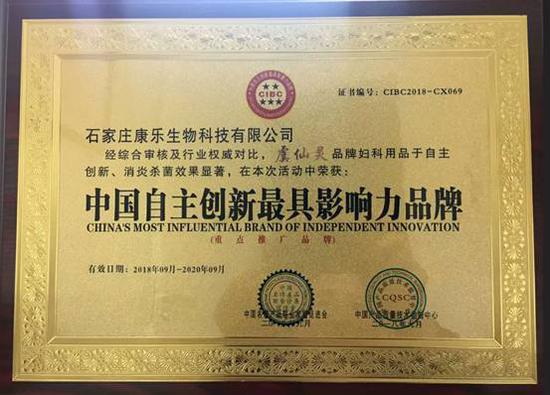 CIBC
证书编号：CIBC2018-CX069
石家庄康乐生物科技有限公司
经综合审核及行业权威对比，虞仙灵品牌妇科用品于自主
创新、消炎杀菌效果显著，在本次活动中荣获：
中国自主创新最具影响力品牌
CHINA'S MOST INFLUENTIAL BRAND OF INDEPENDENT INNOVATION
(重点推广品牌)
有效日期：2018年09月-2020年09月
CQSC